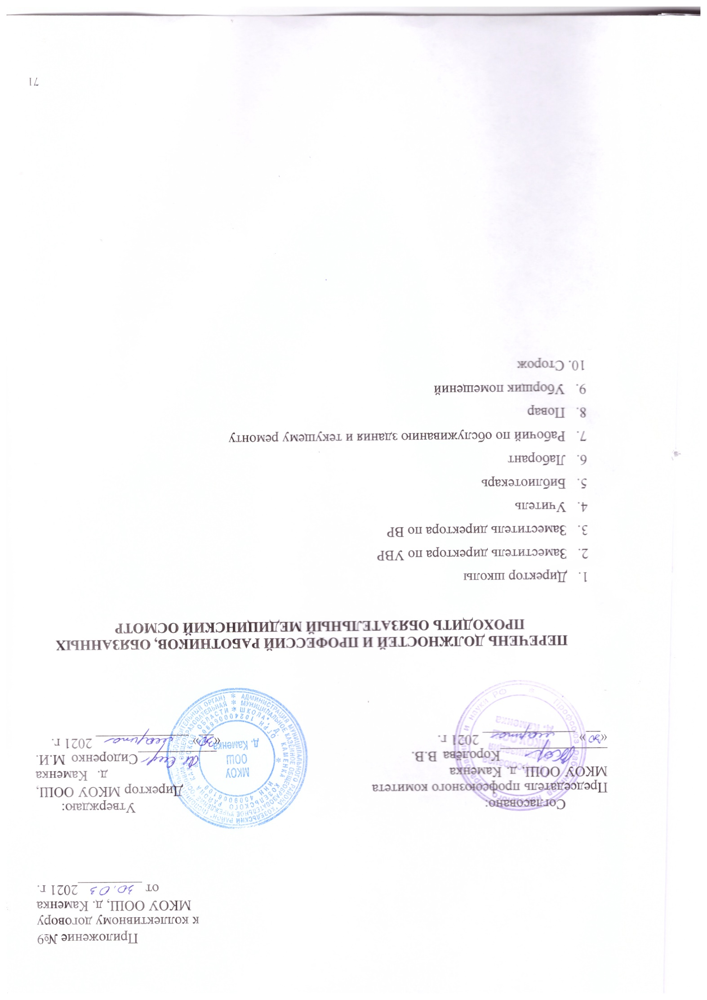 Приложение №9
к коллективному договору
МКОУ ООШ, д. Каменка
от 30.03 2021 г.
Согласовано:
Председатель профсоюзного комитета
МКОУ ООШ, д. Каменка
Королёва В.В.
«30» марта 2021 г.
Утверждаю:
Директор МКОУ ООШ,
д. Каменка
Сидоренко М.И.
«30» марта 2021 г.
МКОУ
ООШ
д. Каменка
ПЕРЕЧЕНЬ ДОЛЖНОСТЕЙ И ПРОФЕССИЙ РАБОТНИКОВ, ОБЯЗАННЫХ
ПРОХОДИТЬ ОБЯЗАТЕЛЬНЫЙ МЕДИЦИНСКИЙ ОСМОТР
1. Директор школы
2. Заместитель директора по УВР
3. Заместитель директора по ВР
4. Учитель
5. Библиотекарь
6. Лаборант
7. Рабочий по обслуживанию здания и текущему ремонту
8. Повар
9. Уборщик помещений
10. Сторож
71